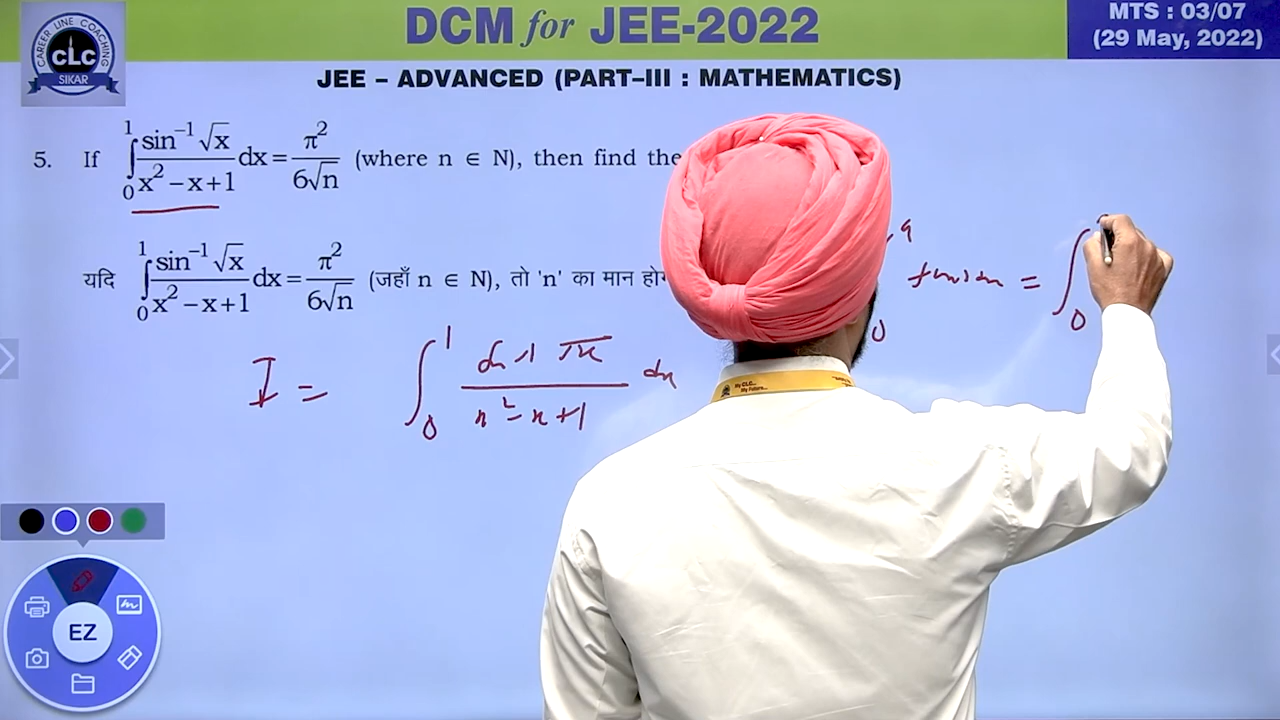 DCM for JEE-2022
MTS : 03/07
(29 May, 2022)
CAREER LINE COACHING
CLC
SIKAR
JEE – ADVANCED (PART–III : MATHEMATICS)
5. If ∫₀¹ sin⁻¹√x / (x² – x + 1) dx = π² / 6√n (where n ∈ N), then find the
यदि ∫₀¹ sin⁻¹√x / (x² – x + 1) dx = π² / 6√n (जहाँ n ∈ N), तो 'n' का मान
I = ∫₀¹ √x / (x² – x + 1) dx
= ∫₀
EZ